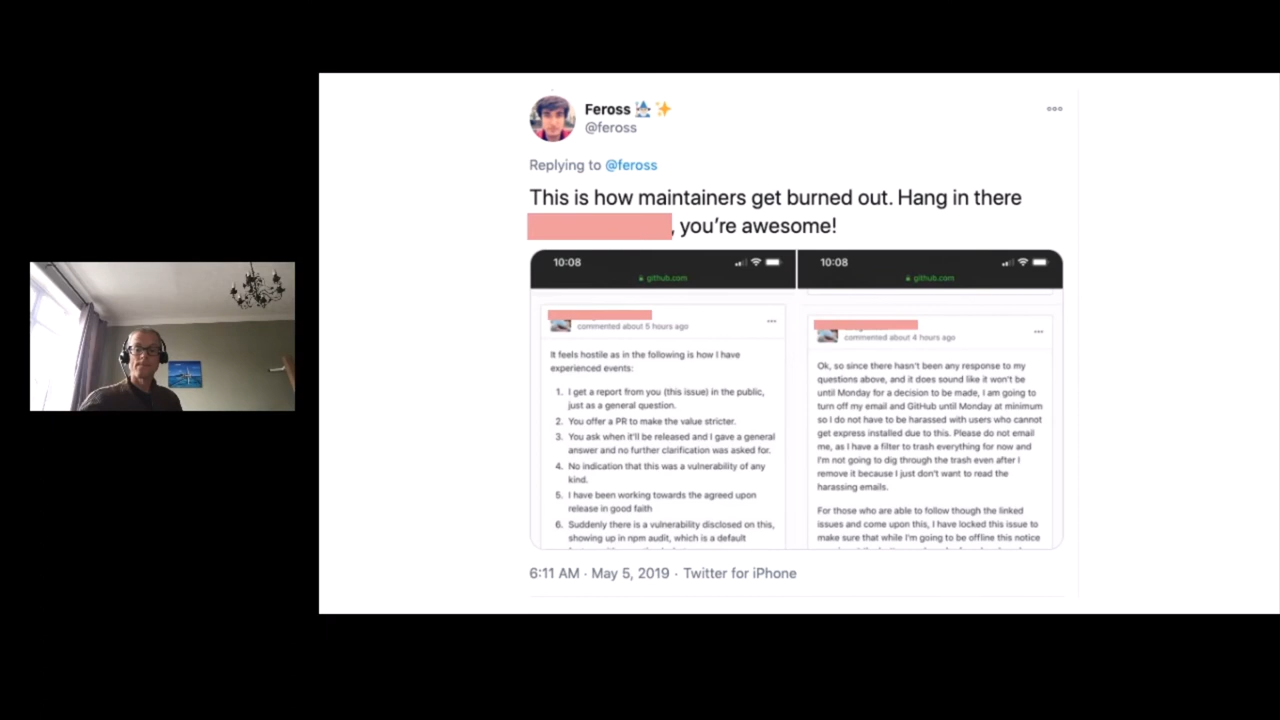 Feross
@feross
Replying to @feross
This is how maintainers get burned out. Hang in there
, you're awesome!
10:08
github.com
commented about 5 hours ago
It feels hostile as in the following is how I have
experienced events:
1. I get a report from you (this issue) in the public,
just as a general question.
2. You offer a PR to make the value stricter.
3. You ask when it'll be released and I gave a general
answer and no further clarification was asked for.
4. No indication that this was a vulnerability of any
kind.
5. I have been working towards the agreed upon
release in good faith
6. Suddenly there is a vulnerability disclosed on this,
showing up in npm audit, which is a default
10:08
github.com
commented about 4 hours ago
Ok, so since there hasn't been any response to my
questions above, and it does sound like it won't be
until Monday for a decision to be made, I am going to
turn off my email and GitHub until Monday at minimum
so I do not have to be harassed with users who cannot
get express installed due to this. Please do not email
me, as I have a filter to trash everything for now and
I'm not going to dig through the trash even after I
remove it because I just don't want to read the
harassing emails.
For those who are able to follow though the linked
issues and come upon this, I have locked this issue to
make sure that while I'm going to be offline this notice
6:11 AM · May 5, 2019 · Twitter for iPhone